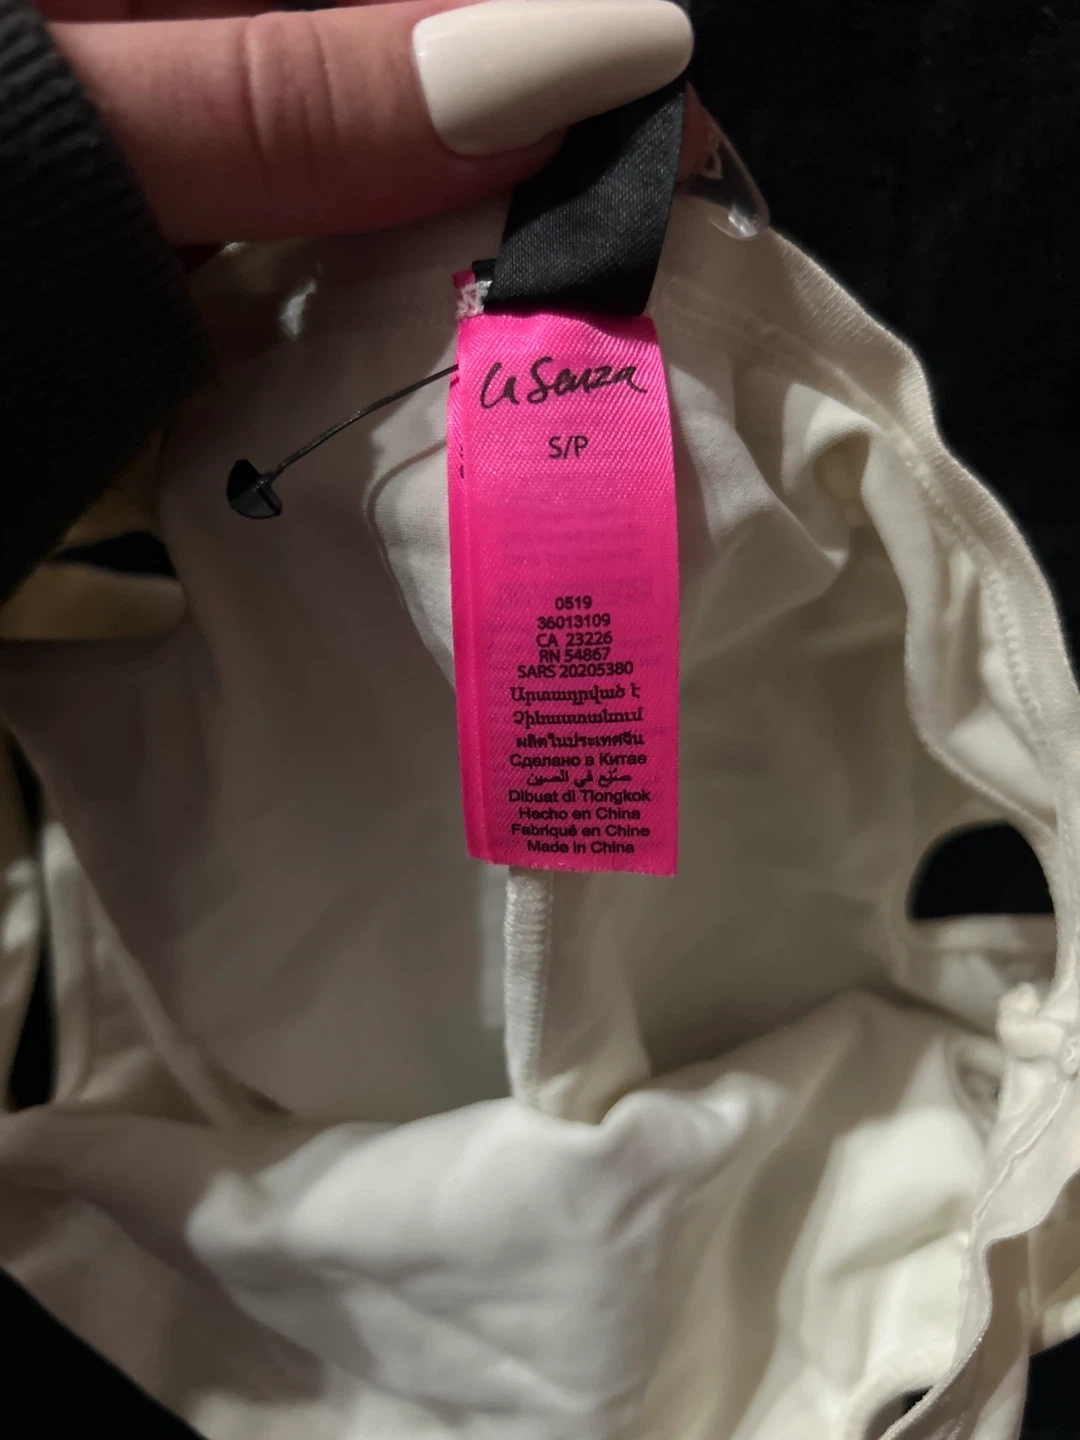 La Senza
S/P
0519
36013109
CA 23226
RN 54867
SARS 20205380
Արտադրված է
Չինաստանում
ผลิตในประเทศจีน
Сделано в Китае
صنع في الصين
Dibuat di Tiongkok
Hecho en China
Fabriqué en Chine
Made in China